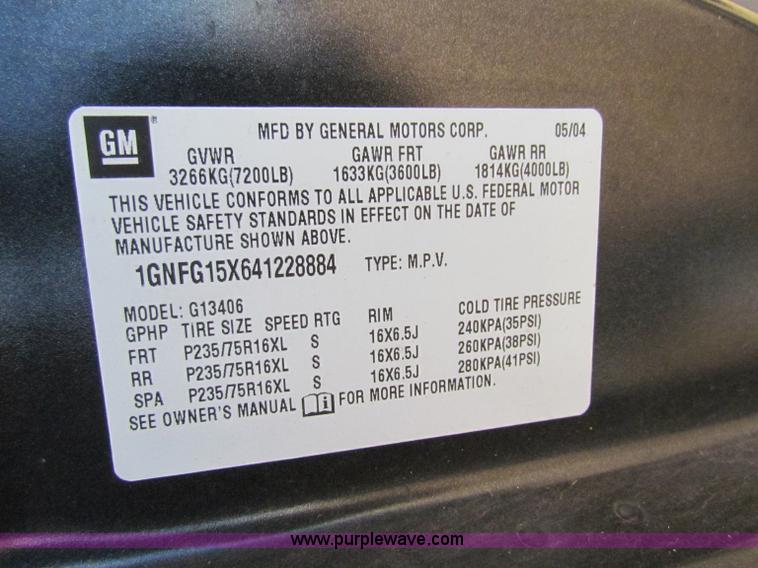 GM ®
MFD BY GENERAL MOTORS CORP. 05/04
GVWR GAWR FRT GAWR RR
3266KG(7200LB) 1633KG(3600LB) 1814KG(4000LB)
THIS VEHICLE CONFORMS TO ALL APPLICABLE U.S. FEDERAL MOTOR
VEHICLE SAFETY STANDARDS IN EFFECT ON THE DATE OF
MANUFACTURE SHOWN ABOVE.
1GNFG15X641228884 TYPE: M.P.V.
MODEL: G13406
GPHP TIRE SIZE SPEED RTG RIM COLD TIRE PRESSURE
FRT P235/75R16XL S 16X6.5J 240KPA(35PSI)
RR P235/75R16XL S 16X6.5J 260KPA(38PSI)
SPA P235/75R16XL S 16X6.5J 280KPA(41PSI)
SEE OWNER'S MANUAL i FOR MORE INFORMATION.
www.purplewave.com